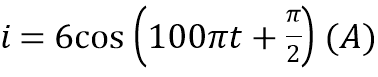 i = 6cos (100πt + π/2) (A)